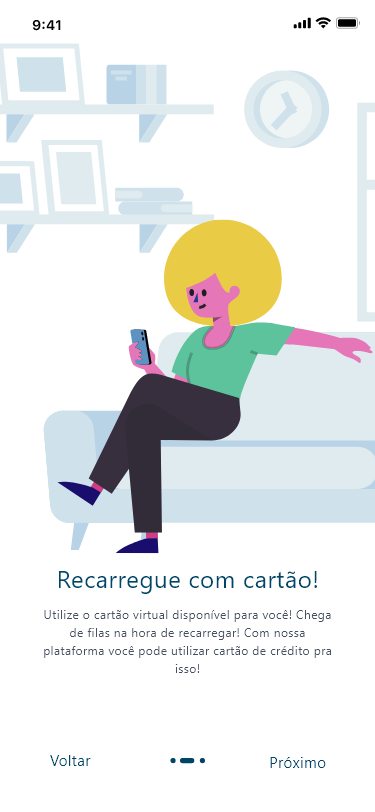 9:41
Recarregue com cartão!
Utilize o cartão virtual disponível para você! Chega
de filas na hora de recarregar! Com nossa
plataforma você pode utilizar cartão de crédito pra
isso!
Voltar
Próximo